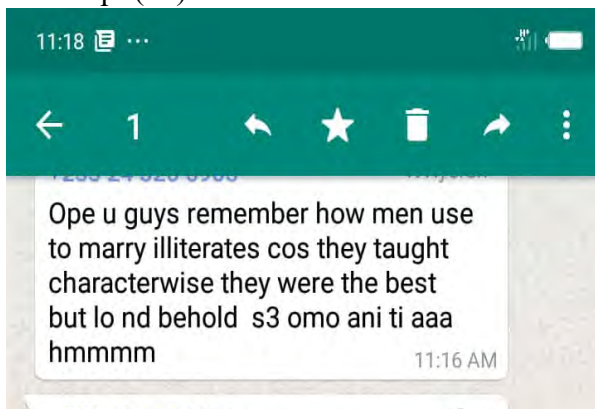 11:18
1
Ope u guys remember how men use
to marry illiterates cos they taught
characterwise they were the best
but lo nd behold s3 omo ani ti aaa
hmmmm
11:16 AM